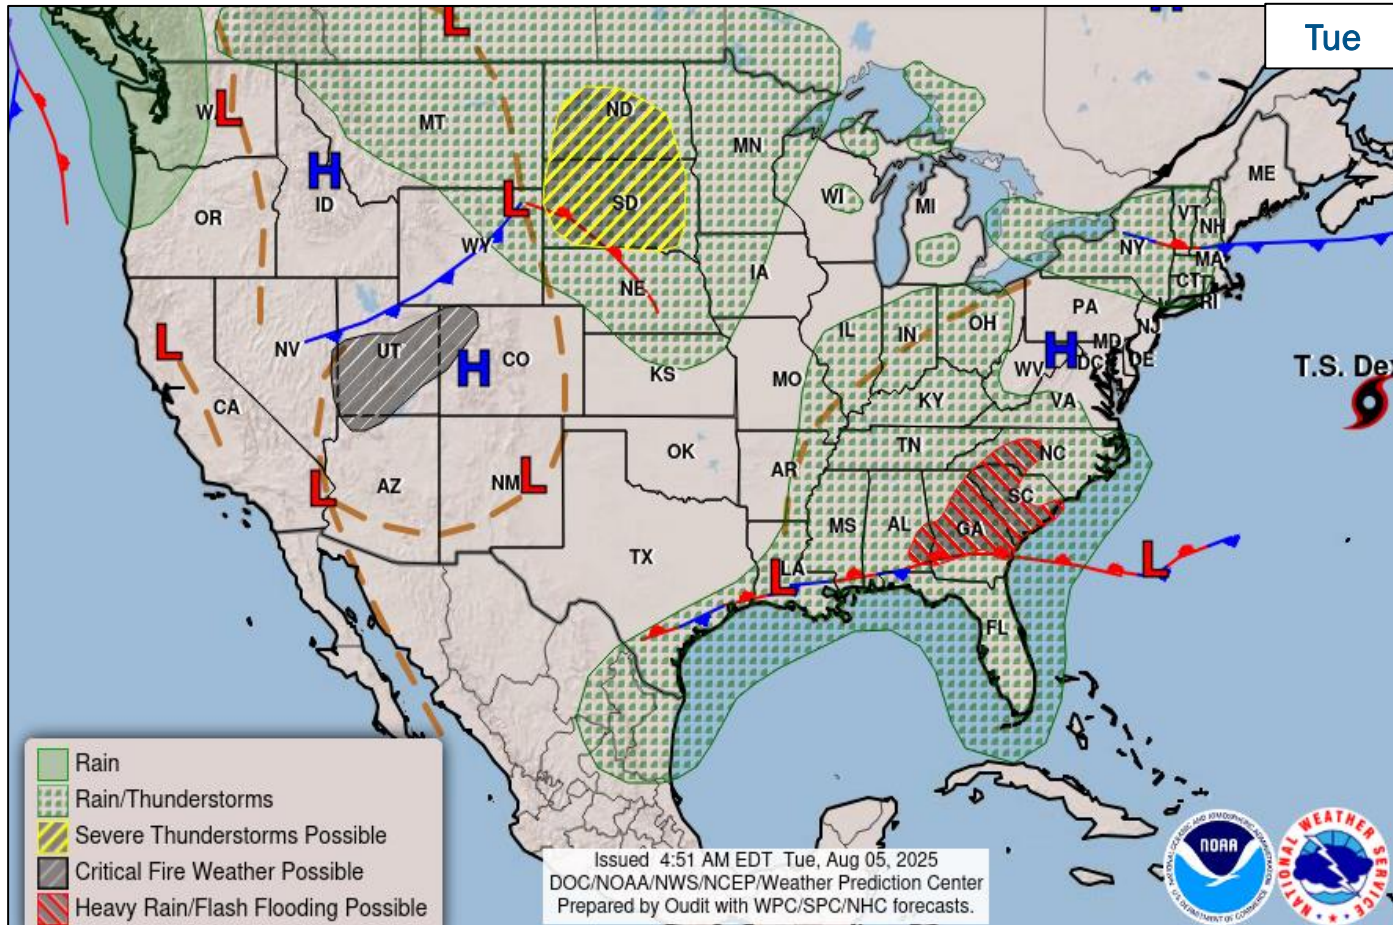 Tue
L
WA
L
MT
ND
MN
ME
H
ID
OR
L
SD
WI
MI
VT
NH
NY
MA
WY
IA
NE
CT
RI
PA
IL
IN
OH
NJ
MD
L
NV
UT
H
CO
H
DC
DE
WV
T.S. Dex
KS
MO
CA
KY
VA
TN
NC
OK
AR
L
AZ
NM
L
SC
MS
AL
GA
TX
LA
L
L
FL
Rain
Rain/Thunderstorms
Severe Thunderstorms Possible
Critical Fire Weather Possible
Heavy Rain/Flash Flooding Possible
Issued 4:51 AM EDT Tue, Aug 05, 2025
DOC/NOAA/NWS/NCEP/Weather Prediction Center
Prepared by Oudit with WPC/SPC/NHC forecasts.
NOAA
NATIONAL WEATHER SERVICE